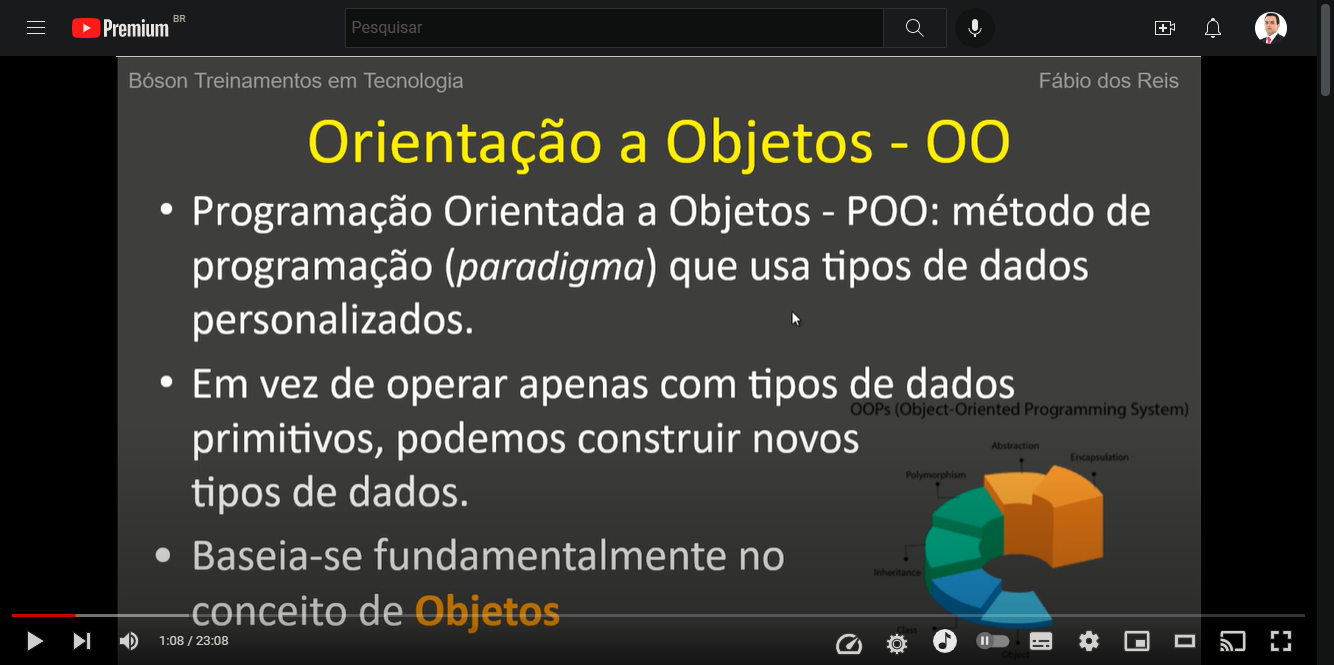 Premium BR
Pesquisar
Bóson Treinamentos em Tecnologia
Fábio dos Reis
Orientação a Objetos - OO
• Programação Orientada a Objetos - POO: método de
programação (paradigma) que usa tipos de dados
personalizados.
• Em vez de operar apenas com tipos de dados
primitivos, podemos construir novos
tipos de dados.
• Baseia-se fundamentalmente no
conceito de Objetos
OOPs (Object-Oriented Programming System)
Abstraction
Encapsulation
Polymorphism
Inheritance
Class
Object
1:08 / 23:08